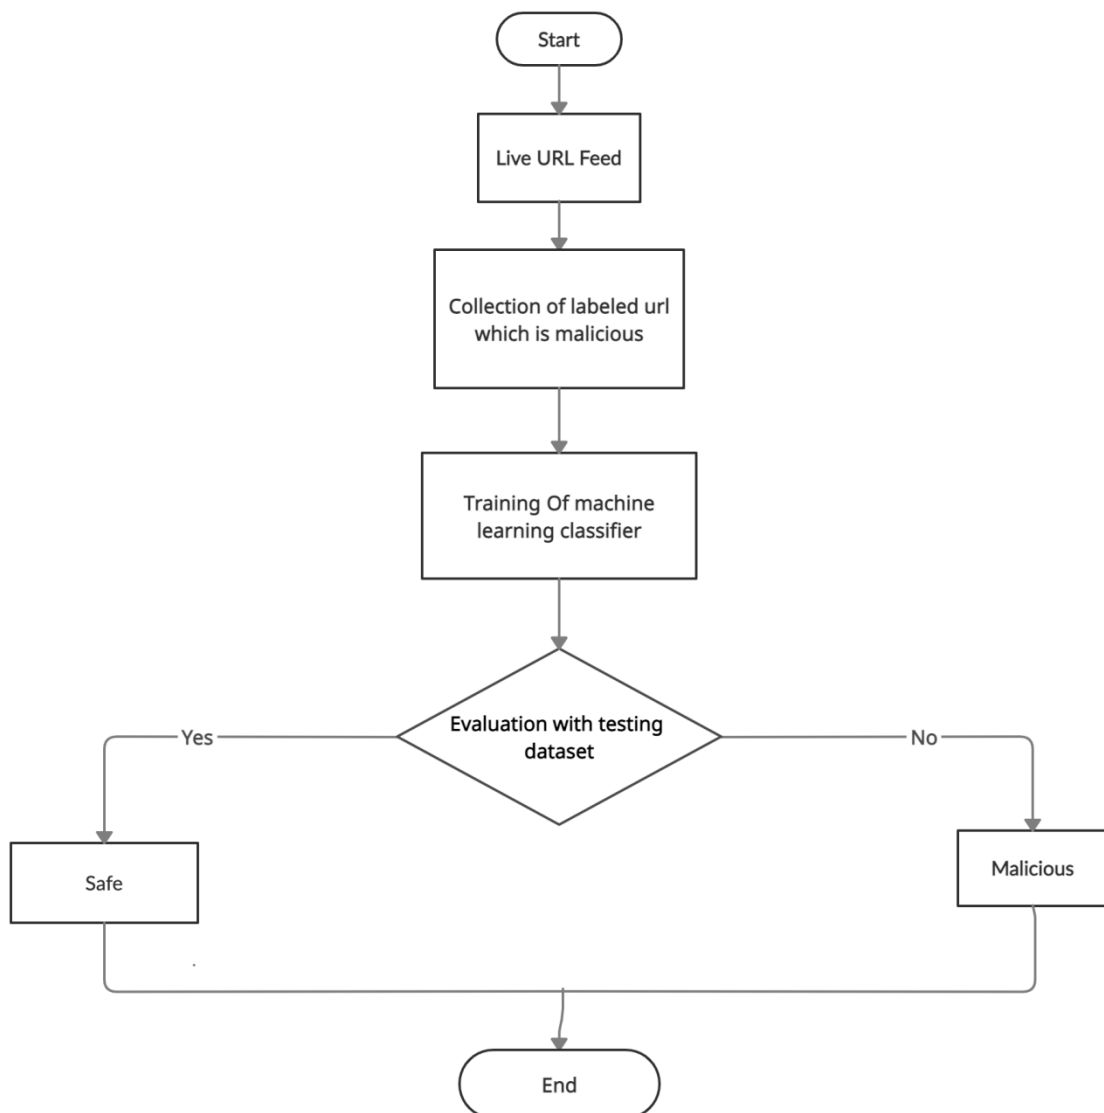 Start
Live URL Feed
Collection of labeled url
which is malicious
Training Of machine
learning classifier
Evaluation with testing
dataset
Yes
No
Safe
Malicious
End